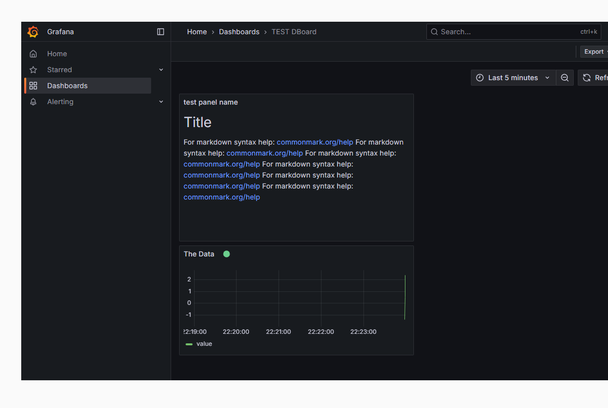 Grafana
Home › Dashboards › TEST DBoard
Search...
ctrl+k
Home
Starred
Dashboards
Alerting
Export
Last 5 minutes
test panel name
Title
For markdown syntax help: commonmark.org/help For markdown
syntax help: commonmark.org/help For markdown syntax help:
commonmark.org/help For markdown syntax help:
commonmark.org/help For markdown syntax help:
commonmark.org/help For markdown syntax help:
commonmark.org/help
The Data
2
1
0
-1
22:20:00 22:21:00 22:22:00 22:23:00
value